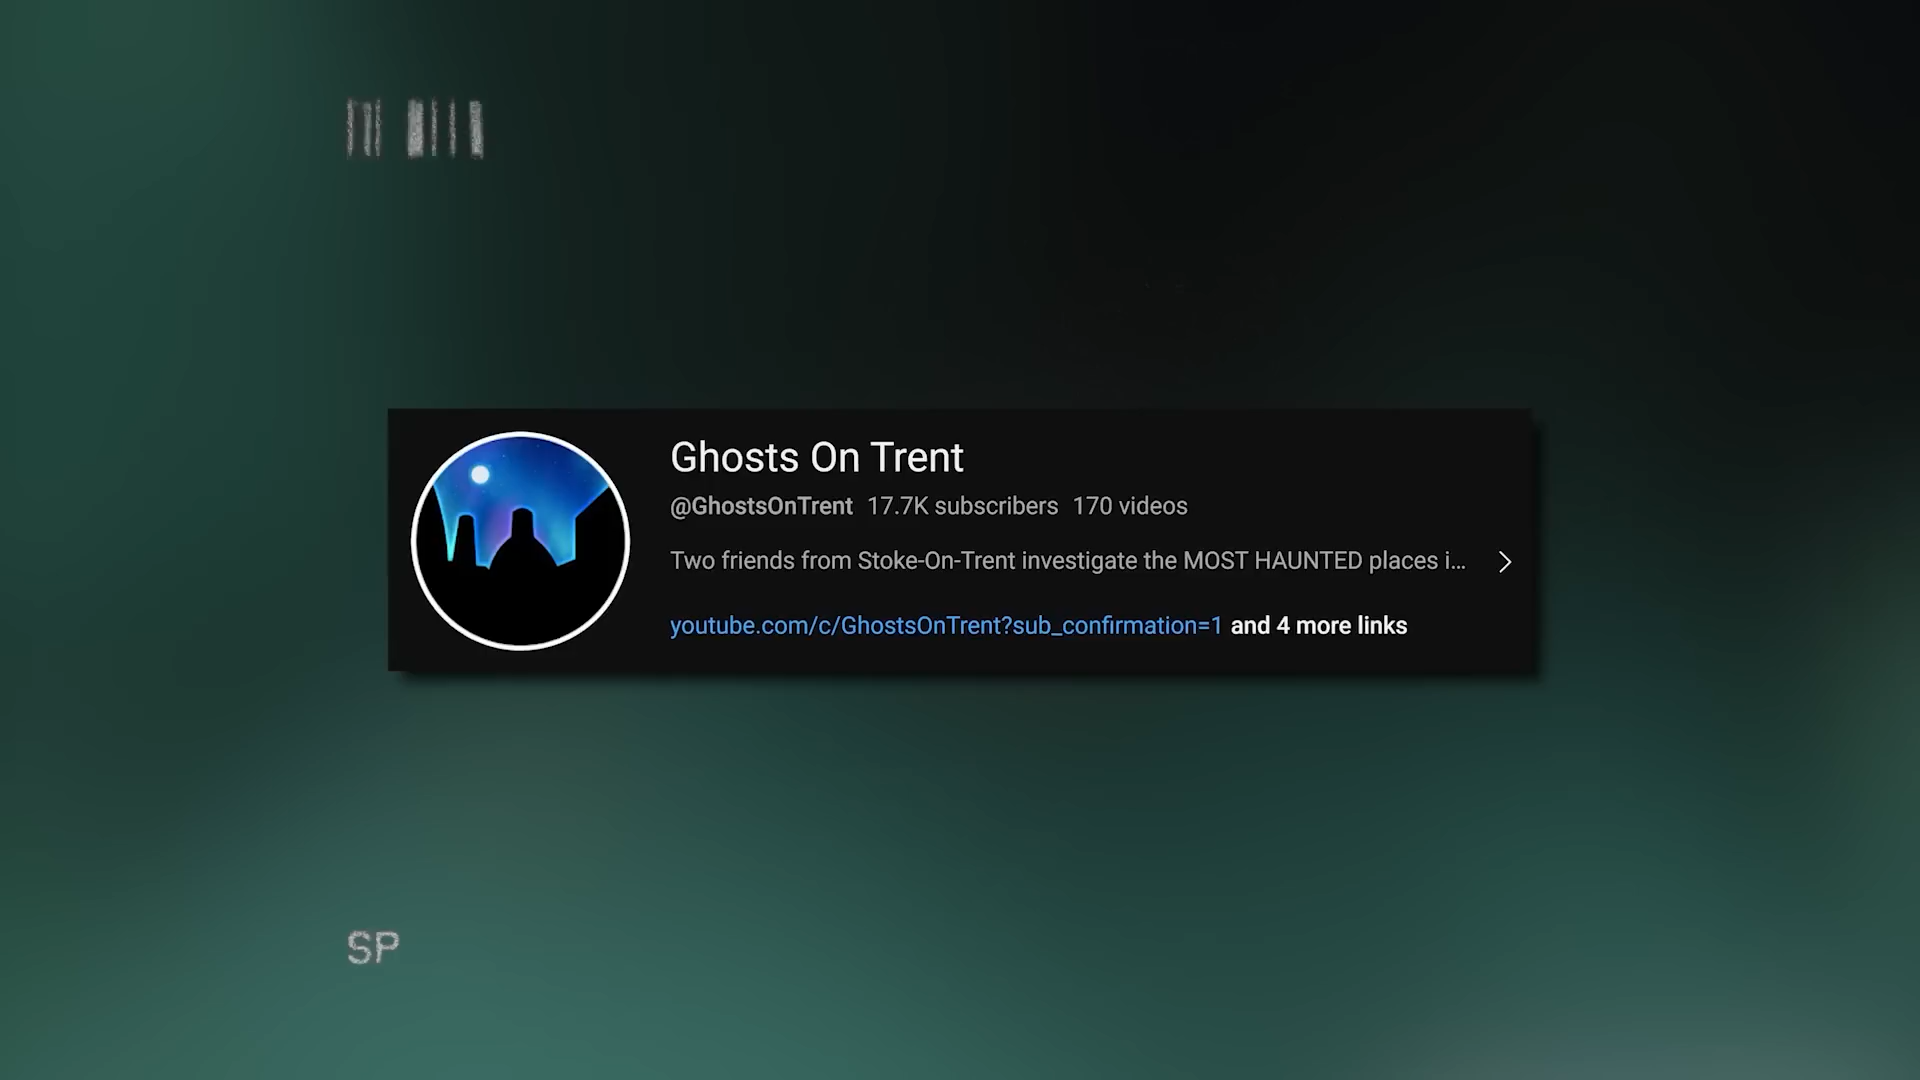 Ghosts On Trent
@GhostsOnTrent 17.7K subscribers 170 videos
Two friends from Stoke-On-Trent investigate the MOST HAUNTED places i...
youtube.com/c/GhostsOnTrent?sub_confirmation=1 and 4 more links
SP